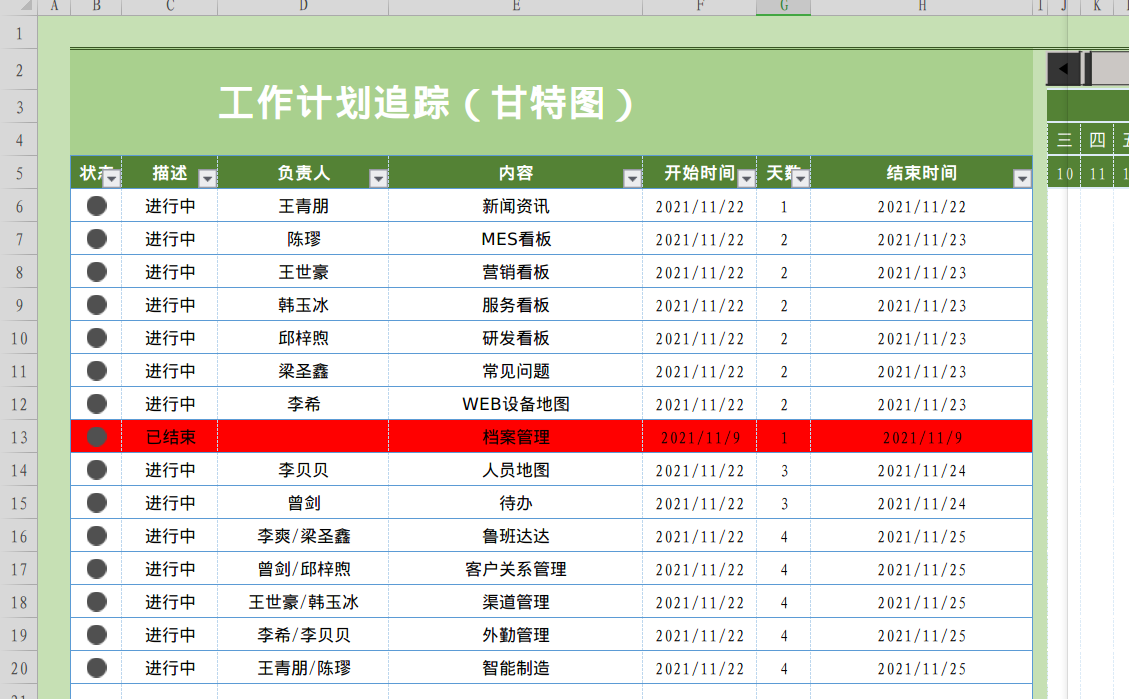 A B C D E F G H I J K
1
2
3 工作计划追踪（甘特图）
4 三 四
5 状态 描述 负责人 内容 开始时间 天数 结束时间 10 11
6 进行中 王青朋 新闻资讯 2021/11/22 1 2021/11/22
7 进行中 陈璆 MES看板 2021/11/22 2 2021/11/23
8 进行中 王世豪 营销看板 2021/11/22 2 2021/11/23
9 进行中 韩玉冰 服务看板 2021/11/22 2 2021/11/23
10 进行中 邱梓煦 研发看板 2021/11/22 2 2021/11/23
11 进行中 梁圣鑫 常见问题 2021/11/22 2 2021/11/23
12 进行中 李希 WEB设备地图 2021/11/22 2 2021/11/23
13 已结束 档案管理 2021/11/9 1 2021/11/9
14 进行中 李贝贝 人员地图 2021/11/22 3 2021/11/24
15 进行中 曾剑 待办 2021/11/22 3 2021/11/24
16 进行中 李爽/梁圣鑫 鲁班达达 2021/11/22 4 2021/11/25
17 进行中 曾剑/邱梓煦 客户关系管理 2021/11/22 4 2021/11/25
18 进行中 王世豪/韩玉冰 渠道管理 2021/11/22 4 2021/11/25
19 进行中 李希/李贝贝 外勤管理 2021/11/22 4 2021/11/25
20 进行中 王青朋/陈璆 智能制造 2021/11/22 4 2021/11/25